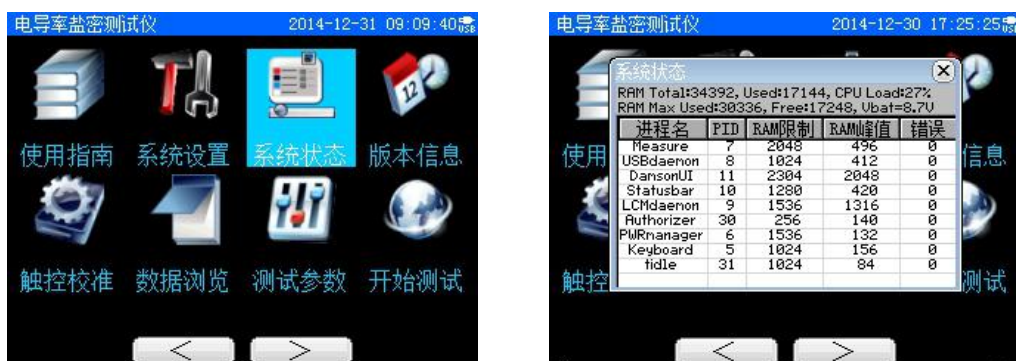 电导率盐密测试仪 2014-12-31 09:09:40 USB
使用指南 系统设置 系统状态 版本信息
触控校准 数据浏览 测试参数 开始测试
< >
电导率盐密测试仪 2014-12-30 17:25:25 USB
系统状态 X
RAM Total:34392, Used:17144, CPU Load:27%
RAM Max Used:30336, Free:17248, Vbat=8.7V
进程名 PID RAM限制 RAM峰值 错误
Measure 7 2048 496 0
USBdaemon 8 1024 412 0
DansonUI 11 2304 2048 0
Statusbar 10 1280 420 0
LCMdaemon 9 1536 1316 0
Authorizer 30 256 140 0
PWRmanager 6 1536 132 0
Keyboard 5 1024 156 0
tidle 31 1024 84 0
使用 信息
触控 测试
< >